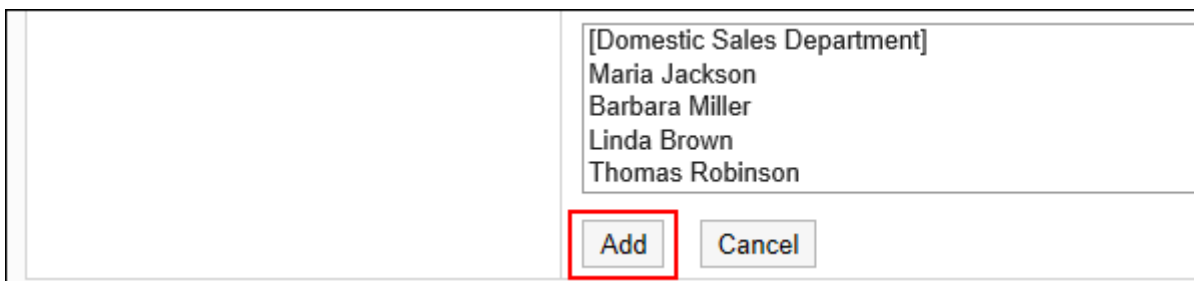 [Domestic Sales Department]
Maria Jackson
Barbara Miller
Linda Brown
Thomas Robinson
Add Cancel